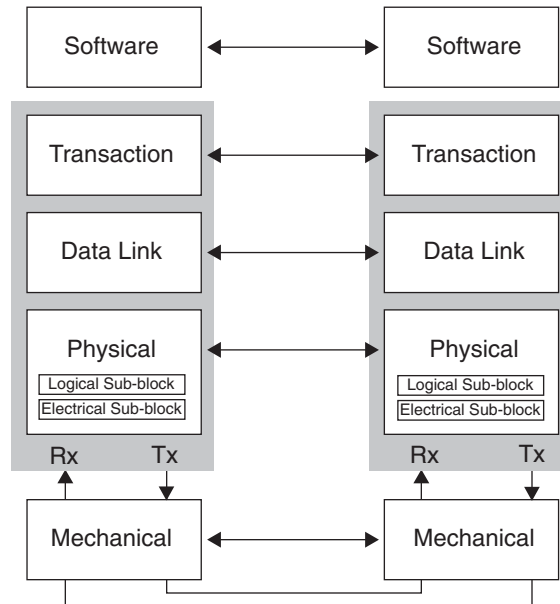 Software
Software
Transaction
Transaction
Data Link
Data Link
Physical
Physical
Logical Sub-block
Logical Sub-block
Electrical Sub-block
Electrical Sub-block
Rx Tx
Rx Tx
Mechanical
Mechanical